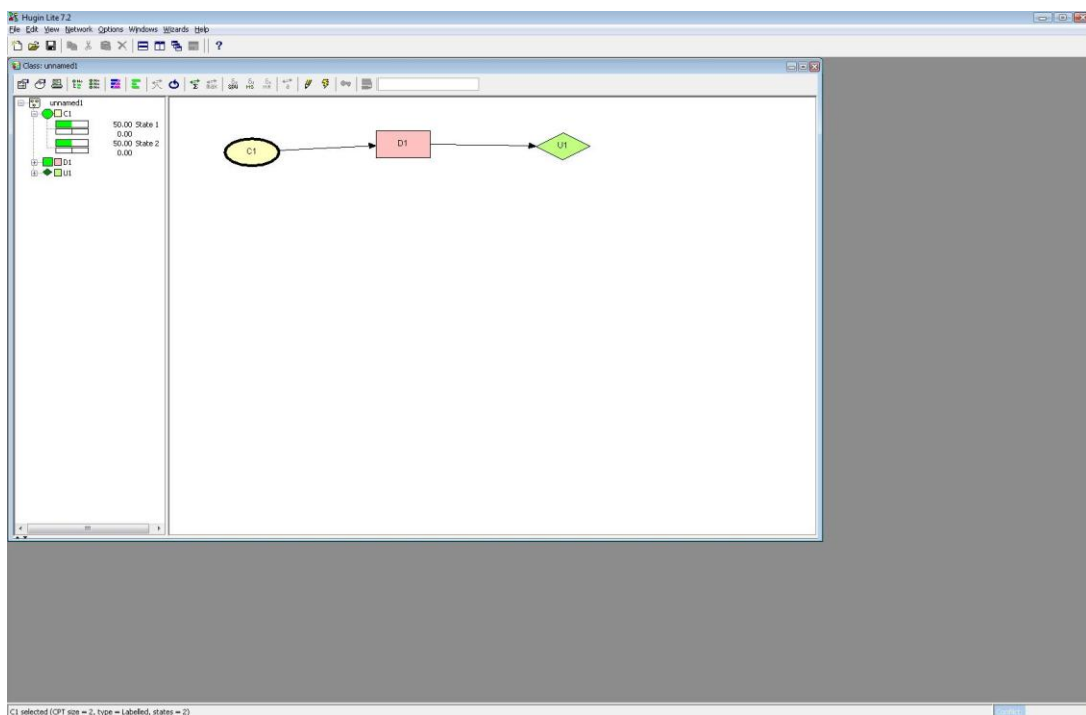 Hugin Lite 7.2
File Edit View Network Options Windows Wizards Help
?
Class: unnamed1
unnamed1
C1
50.00 State 1
0.00
50.00 State 2
0.00
D1
U1
C1
D1
U1
C1 selected (CPT size = 2, type = Labelled, states = 2)